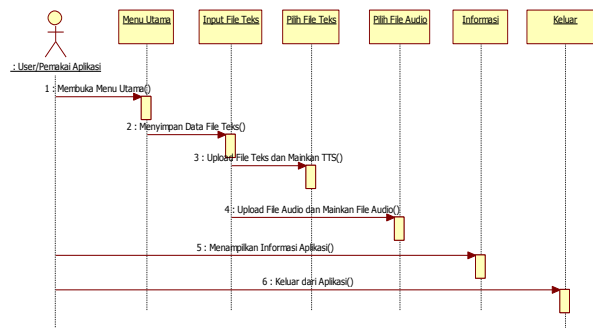 Menu Utama
Input File Teks
Pilih File Teks
Pilih File Audio
Informasi
Keluar
: User/Pemakai Aplikasi
1 : Membuka Menu Utama()
2 : Menyimpan Data File Teks()
3 : Upload File Teks dan Mainkan TTS()
4 : Upload File Audio dan Mainkan File Audio()
5 : Menampilkan Informasi Aplikasi()
6 : Keluar dari Aplikasi()